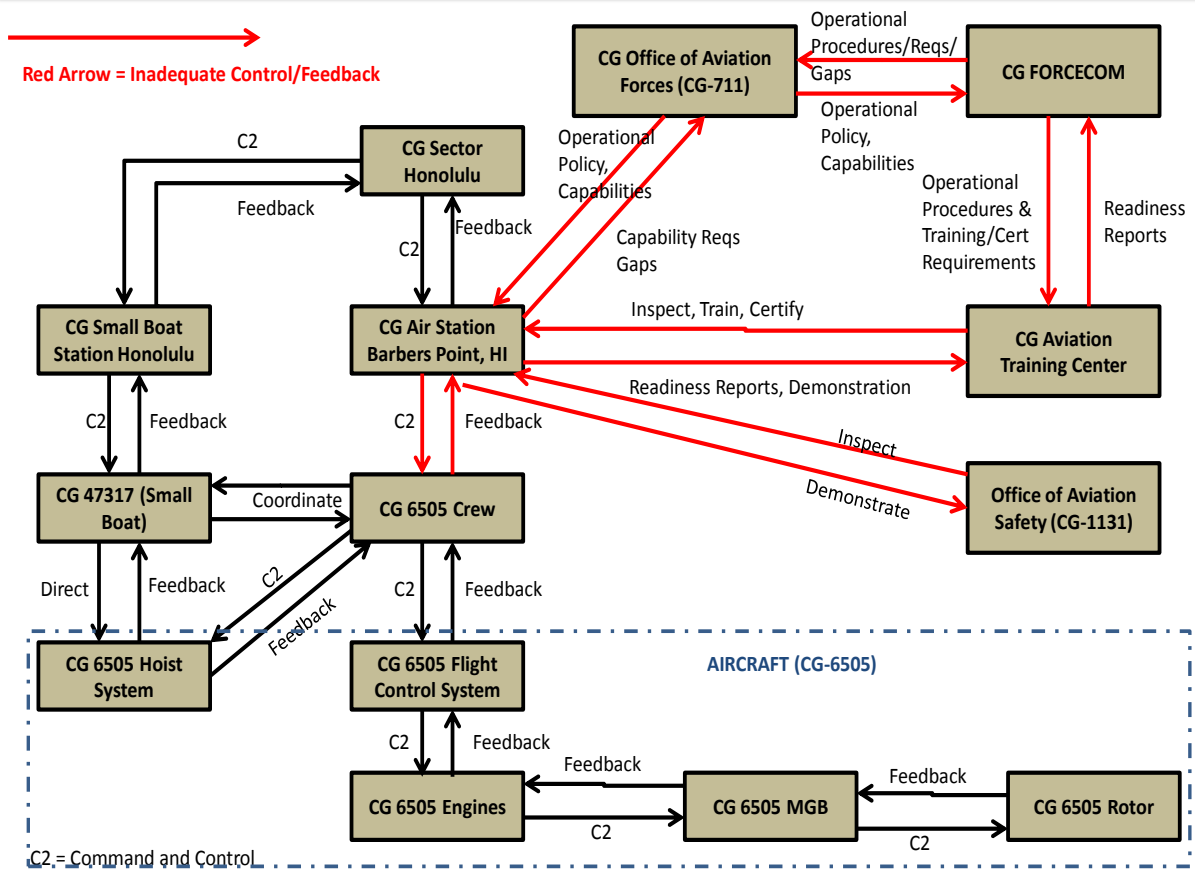 Red Arrow = Inadequate Control/Feedback
CG Office of Aviation
Forces (CG-711)
Operational
Procedures/Reqs/
Gaps
CG FORCECOM
Operational
Policy,
Capabilities
C2
CG Sector
Honolulu
Operational
Policy,
Capabilities
Feedback
C2
Feedback
Capability Reqs
Gaps
Operational
Procedures &
Training/Cert
Requirements
Readiness
Reports
CG Small Boat
Station Honolulu
CG Air Station
Barbers Point, HI
Inspect, Train, Certify
CG Aviation
Training Center
Readiness Reports, Demonstration
C2
Feedback
C2
Feedback
Inspect
Demonstrate
CG 47317 (Small
Boat)
Coordinate
CG 6505 Crew
Office of Aviation
Safety (CG-1131)
Direct
Feedback
C2
Feedback
C2
Feedback
CG 6505 Hoist
System
CG 6505 Flight
Control System
AIRCRAFT (CG-6505)
C2
Feedback
CG 6505 Engines
Feedback
C2
CG 6505 MGB
Feedback
C2
CG 6505 Rotor
C2 = Command and Control